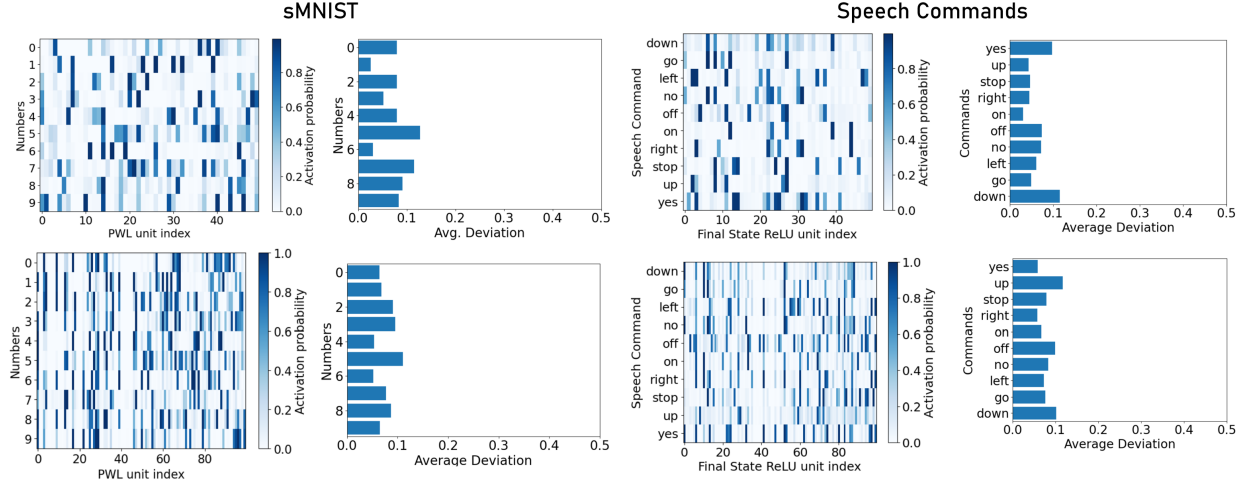 sMNIST
Speech Commands
0
1
2
3
4
5
6
7
8
9
Numbers
0 10 20 30 40
PWL unit index
0.8
0.6
0.4
0.2
0.0
Activation probability
0
2
4
6
8
Numbers
0.0 0.1 0.2 0.3 0.4 0.5
Avg. Deviation
down
go
left
no
off
on
right
stop
up
yes
Speech Command
0 10 20 30 40
Final State ReLU unit index
0.8
0.6
0.4
0.2
0.0
Activation probability
yes
up
stop
right
on
off
no
left
go
down
Commands
0.0 0.1 0.2 0.3 0.4 0.5
Average Deviation
0
1
2
3
4
5
6
7
8
9
Numbers
0 20 40 60 80
PWL unit index
1.0
0.8
0.6
0.4
0.2
0.0
Activation probability
0
2
4
6
8
Numbers
0.0 0.1 0.2 0.3 0.4 0.5
Average Deviation
down
go
left
no
off
on
right
stop
up
yes
Speech Command
0 20 40 60 80
Final State ReLU unit index
1.0
0.8
0.6
0.4
0.2
0.0
Activation probability
yes
up
stop
right
on
off
no
left
go
down
Commands
0.0 0.1 0.2 0.3 0.4 0.5
Average Deviation